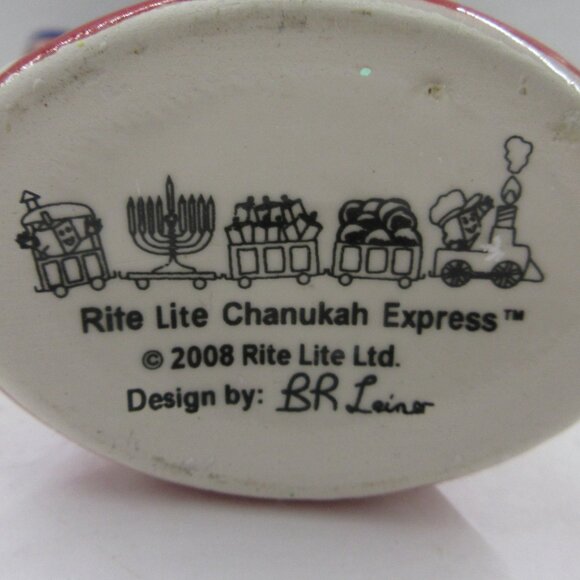 Rite Lite Chanukah Express™
© 2008 Rite Lite Ltd.
Design by: BR Leiner